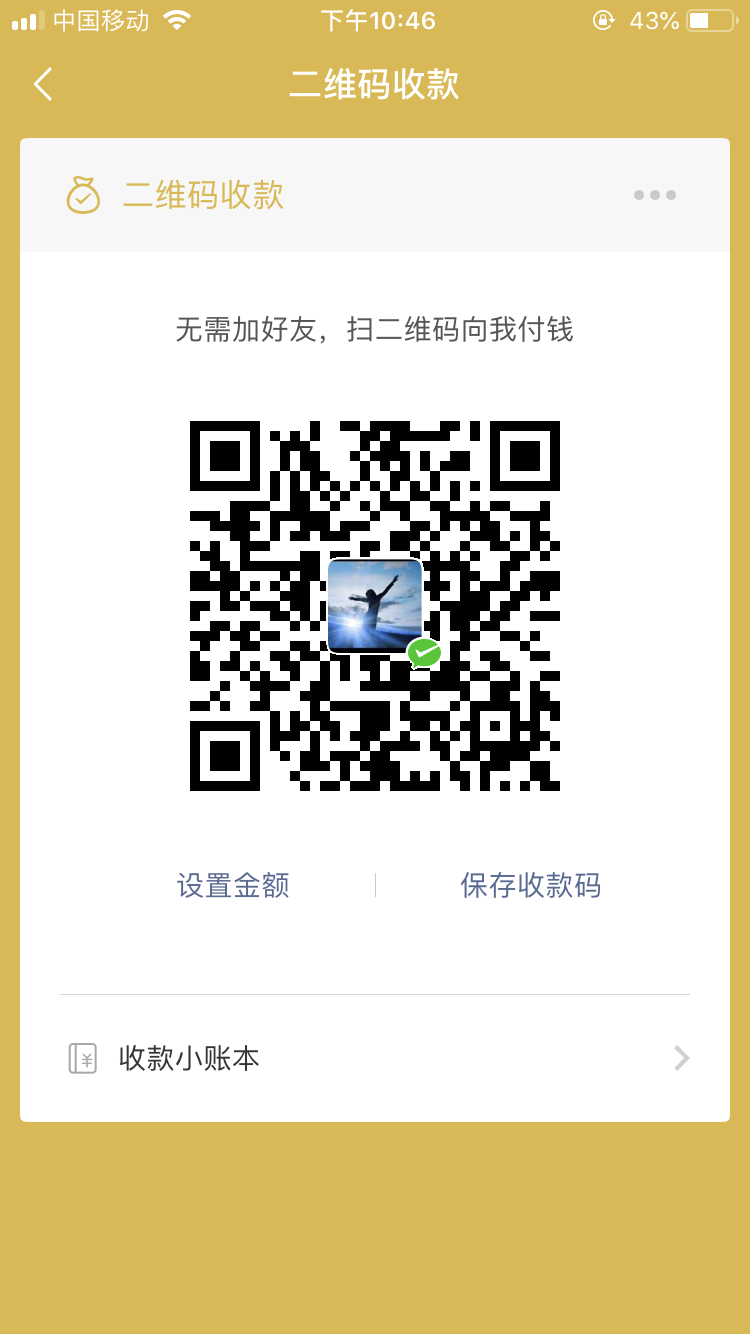 中国移动 下午10:46 43%
二维码收款
二维码收款
无需加好友，扫二维码向我付钱
设置金额 保存收款码
¥ 收款小账本